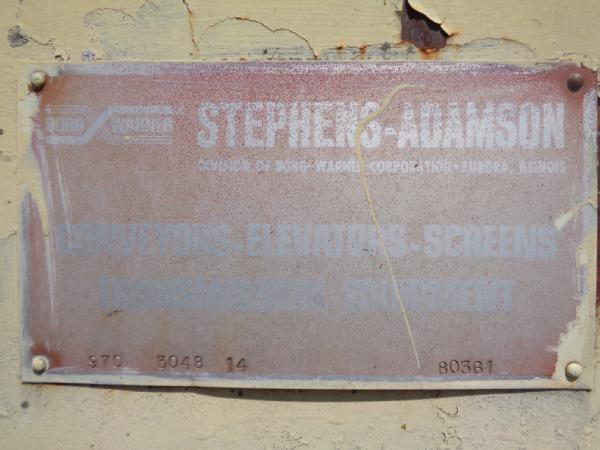 BORG WARNER
STEPHENS-ADAMSON
DIVISION OF BORG-WARNER CORPORATION • AURORA, ILLINOIS
CONVEYORS-ELEVATORS-SCREENS
EQUIPMENT
970 3048 14 80361